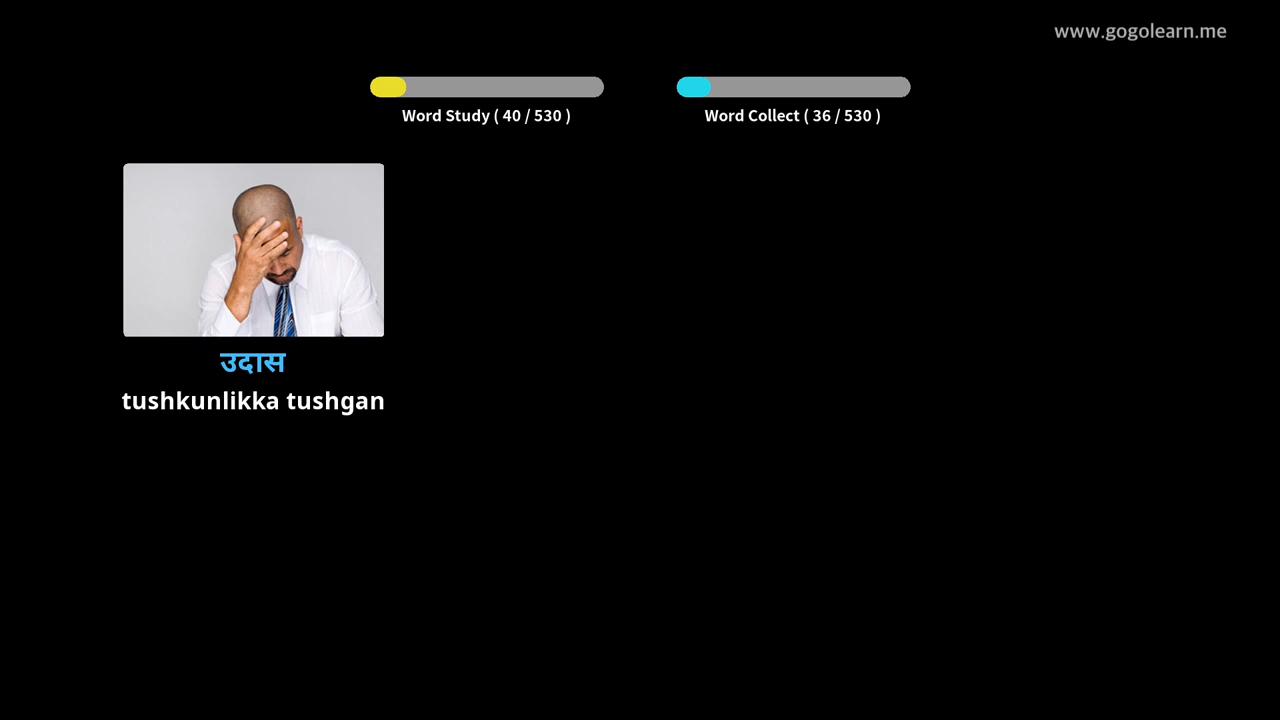 www.gogolearn.me
Word Study ( 40 / 530 )
Word Collect ( 36 / 530 )
उदास
tushkunlikka tushgan